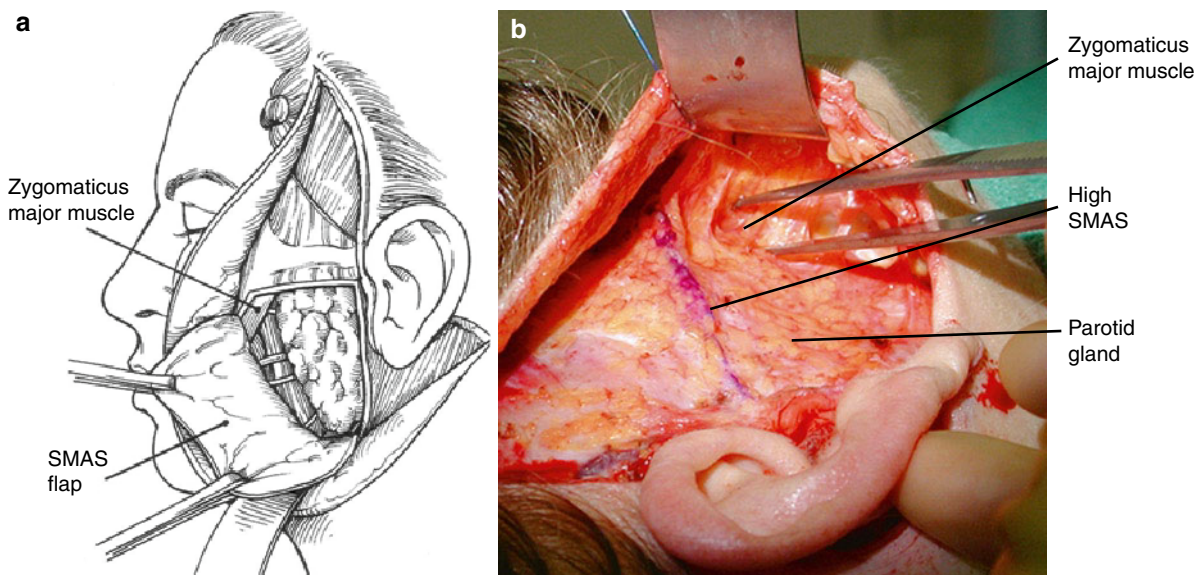 a
Zygomaticus
major muscle
SMAS
flap
b
Zygomaticus
major muscle
High
SMAS
Parotid
gland